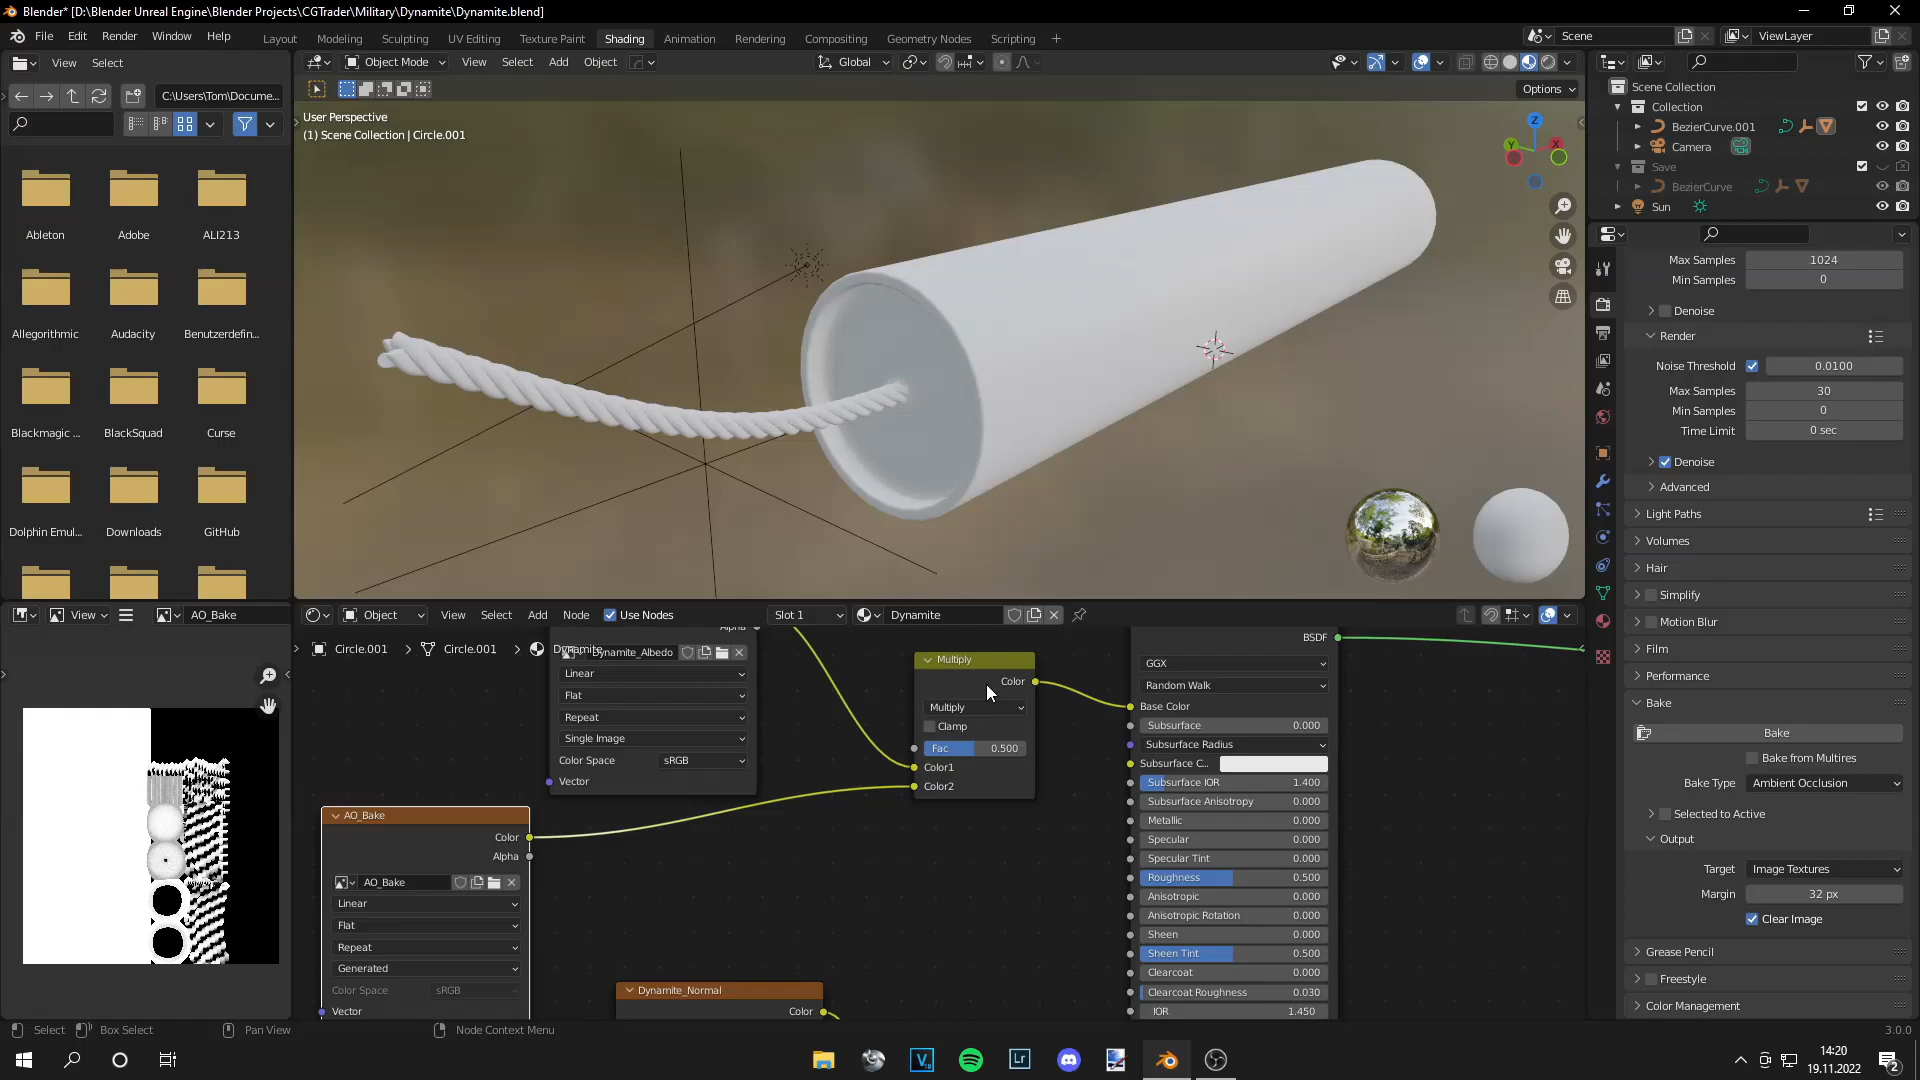 Blender* [D:\Blender Unreal Engine\Blender Projects\CGTrader\Military\Dynamite\Dynamite.blend]
File Edit Render Window Help Layout Modeling Sculpting UV Editing Texture Paint Shading Animation Rendering Compositing Geometry Nodes Scripting + Scene ViewLayer
View Select Object Mode View Select Add Object Global
C:\Users\Tom\Docume... Options
User Perspective
(1) Scene Collection | Circle.001
Z
Y X
Scene Collection
Collection
BezierCurve.001
Camera
Save
BezierCurve
Sun
Ableton Adobe ALI213
Allegorithmic Audacity Benutzerdefin...
Blackmagic ... BlackSquad Curse
Dolphin Emul... Downloads GitHub
Max Samples 1024
Min Samples 0
Denoise
Render
Noise Threshold 0.0100
Max Samples 30
Min Samples 0
Time Limit 0 sec
Denoise
Advanced
Light Paths
Volumes
Hair
Simplify
Motion Blur
Film
Performance
Bake
Bake
Bake from Multires
Bake Type Ambient Occlusion
Selected to Active
Output
Target Image Textures
Margin 32 px
Clear Image
Grease Pencil
Freestyle
Color Management
View AO_Bake
Object View Select Add Node Use Nodes Slot 1 Dynamite
Circle.001 Circle.001 Dynamite
Alpha
Dynamite_Albedo
Linear
Flat
Repeat
Single Image
Color Space sRGB
Vector
Multiply
Color
Multiply
Clamp
Fac 0.500
Color1
Color2
BSDF
GGX
Random Walk
Base Color
Subsurface 0.000
Subsurface Radius
Subsurface C...
Subsurface IOR 1.400
Subsurface Anisotropy 0.000
Metallic 0.000
Specular 0.000
Specular Tint 0.000
Roughness 0.500
Anisotropic 0.000
Anisotropic Rotation 0.000
Sheen 0.000
Sheen Tint 0.500
Clearcoat 0.000
Clearcoat Roughness 0.030
IOR 1.450
AO_Bake
Color
Alpha
AO_Bake
Linear
Flat
Repeat
Generated
Color Space sRGB
Vector
Dynamite_Normal
Color
Select Box Select Pan View Node Context Menu 3.0.0
V
18
Lr
14:20
19.11.2022
2